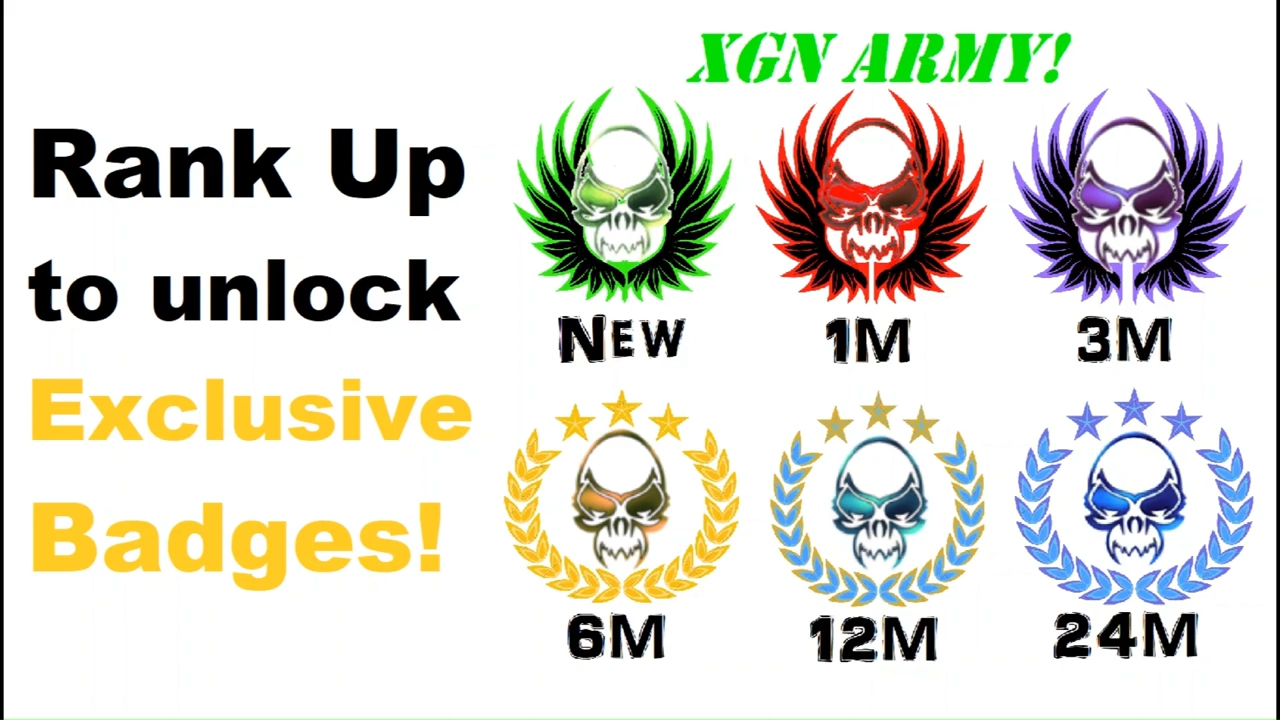 Rank Up
to unlock
Exclusive
Badges!
XGN ARMY!
New 1M 3M
6M 12M 24M